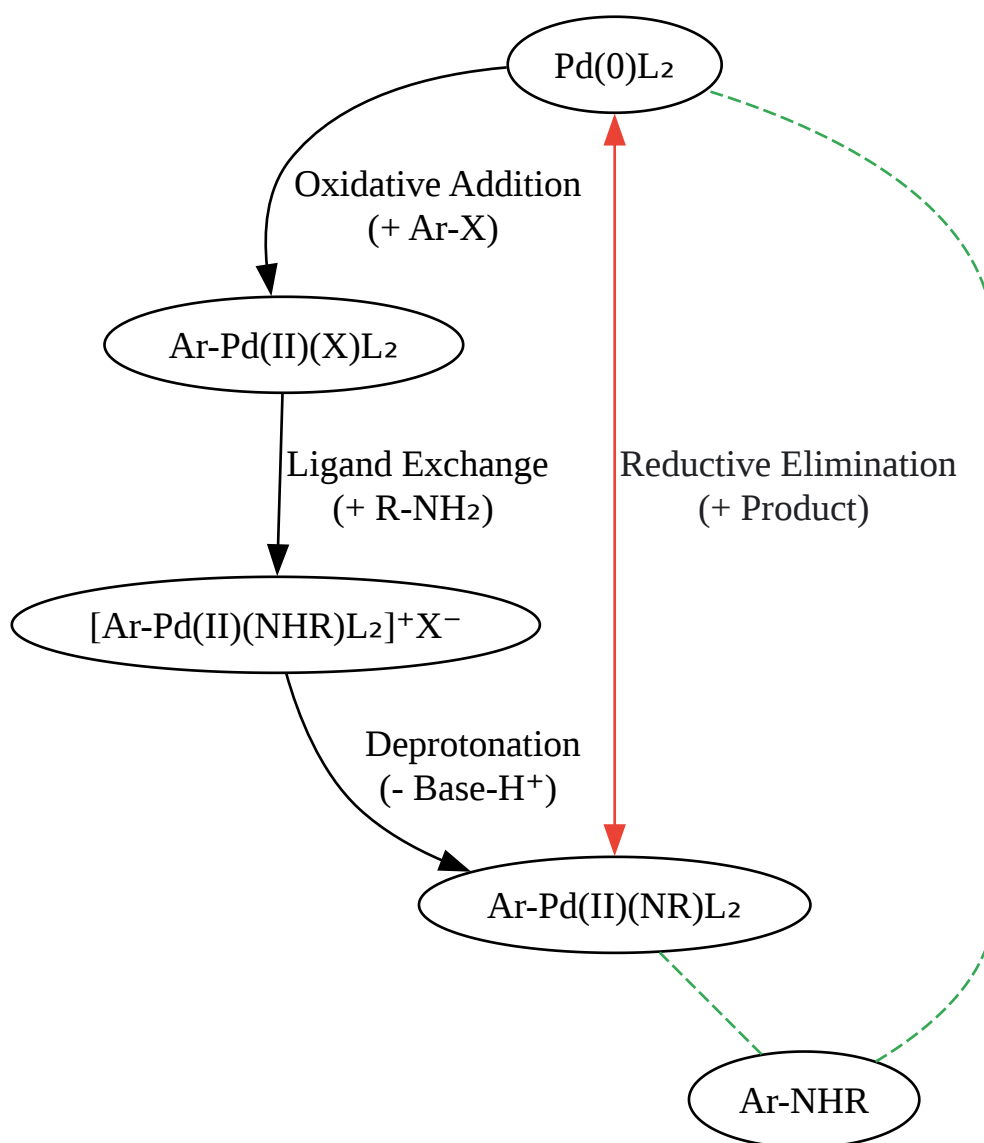 Pd(0)L₂
Oxidative Addition
(+ Ar-X)
Ar-Pd(II)(X)L₂
Ligand Exchange
(+ R-NH₂)
Reductive Elimination
(+ Product)
[Ar-Pd(II)(NHR)L₂]⁺X⁻
Deprotonation
(- Base-H⁺)
Ar-Pd(II)(NR)L₂
Ar-NHR